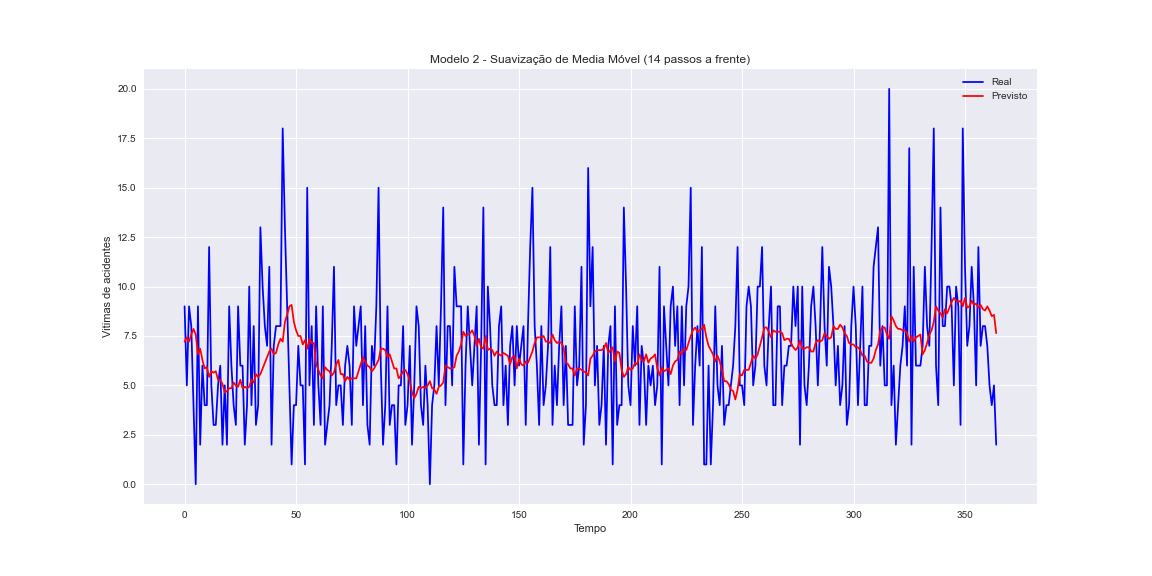 Modelo 2 - Suavização de Media Móvel (14 passos a frente)
Real
Previsto
Vítimas de acidentes
20.0
17.5
15.0
12.5
10.0
7.5
5.0
2.5
0.0
0 50 100 150 200 250 300 350
Tempo